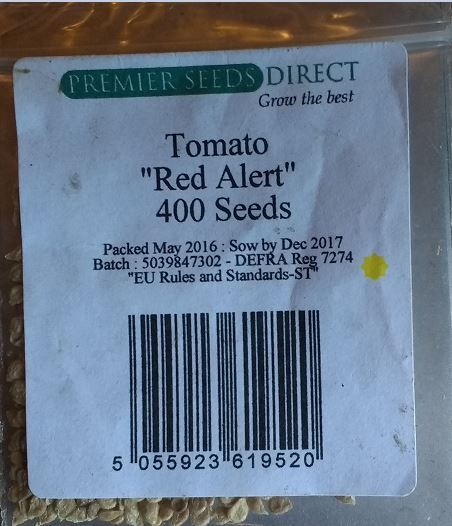 PREMIER SEEDS DIRECT
Grow the best
Tomato
"Red Alert"
400 Seeds
Packed May 2016 : Sow by Dec 2017
Batch : 5039847302 - DEFRA Reg 7274
"EU Rules and Standards-ST"
5 055923 619520